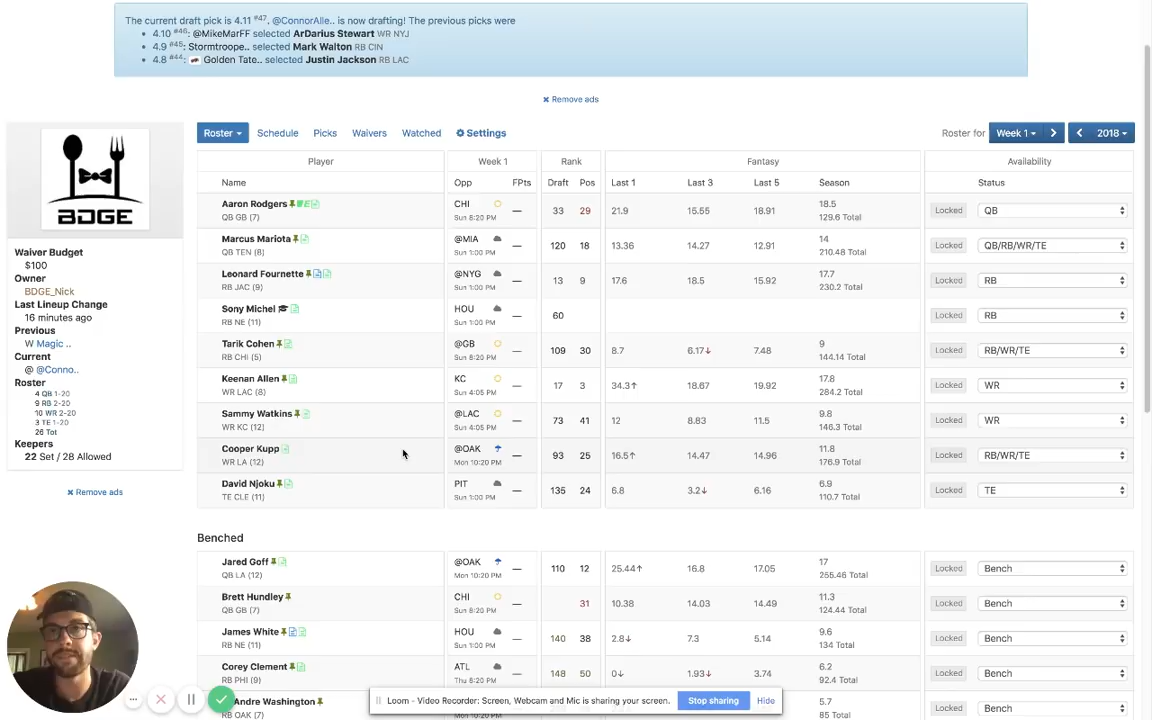 The current draft pick is 4.11 #47, @ConnorAlle.. is now drafting! The previous picks were
• 4.10 #46: @MikeMarFF selected ArDarius Stewart WR NYJ
• 4.9 #45: Stormtroope.. selected Mark Walton RB CIN
• 4.8 #44: Golden Tate.. selected Justin Jackson RB LAC
✖ Remove ads
BDGE
Waiver Budget
$100
Owner
BDGE_Nick
Last Lineup Change
16 minutes ago
Previous
W Magic ..
Current
@ @Conno..
Roster
4 QB 1-20
9 RB 2-20
10 WR 2-20
3 TE 1-20
26 Tot
Keepers
22 Set / 28 Allowed
✖ Remove ads
Roster Schedule Picks Waivers Watched Settings Roster for Week 1 2018
Player Week 1 Rank Fantasy Availability
Name Opp FPts Draft Pos Last 1 Last 3 Last 5 Season Status
Aaron Rodgers CHI — 33 29 21.9 15.55 18.91 18.5 Locked QB
QB GB (7) Sun 8:20 PM 129.6 Total
Marcus Mariota @MIA — 120 18 13.36 14.27 12.91 14 Locked QB/RB/WR/TE
QB TEN (8) Sun 1:00 PM 210.48 Total
Leonard Fournette @NYG — 13 9 17.6 18.5 15.92 17.7 Locked RB
RB JAC (9) Sun 1:00 PM 230.2 Total
Sony Michel HOU — 60 Locked RB
RB NE (11) Sun 1:00 PM
Tarik Cohen @GB — 109 30 8.7 6.17↓ 7.48 9 Locked RB/WR/TE
RB CHI (5) Sun 8:20 PM 144.14 Total
Keenan Allen KC — 17 3 34.3↑ 18.67 19.92 17.8 Locked WR
WR LAC (8) Sun 4:05 PM 284.2 Total
Sammy Watkins @LAC — 73 41 12 8.83 11.5 9.8 Locked WR
WR KC (12) Sun 4:05 PM 146.3 Total
Cooper Kupp @OAK — 93 25 16.5↑ 14.47 14.96 11.8 Locked RB/WR/TE
WR LA (12) Mon 10:20 PM 176.9 Total
David Njoku PIT — 135 24 6.8 3.2↓ 6.16 6.9 Locked TE
TE CLE (11) Sun 1:00 PM 110.7 Total
Benched
Jared Goff @OAK — 110 12 25.44↑ 16.8 17.05 17 Locked Bench
QB LA (12) Mon 10:20 PM 255.46 Total
Brett Hundley CHI — 31 10.38 14.03 14.49 11.3 Locked Bench
QB GB (7) Sun 8:20 PM 124.44 Total
James White HOU — 140 38 2.8↓ 7.3 5.14 9.6 Locked Bench
RB NE (11) Sun 1:00 PM 134 Total
Corey Clement ATL — 148 50 0↓ 1.93↓ 3.74 6.2 Locked Bench
RB PHI (9) Thu 8:20 PM 92.4 Total
Andre Washington 5.7
RB OAK (7) Mon 10:20 PM 85 Total
Loom - Video Recorder: Screen, Webcam and Mic is sharing your screen. Stop sharing Hide